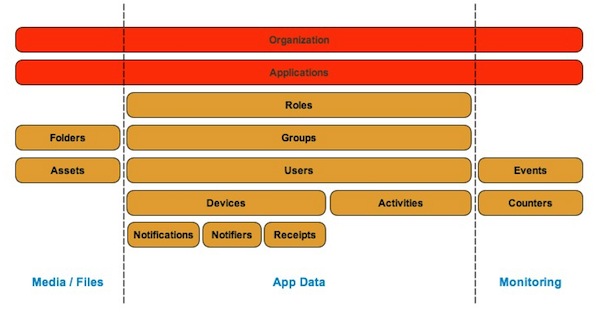 Organization
Applications
Roles
Folders Groups
Assets Users Events
Devices Activities Counters
Notifications Notifiers Receipts
Media / Files App Data Monitoring